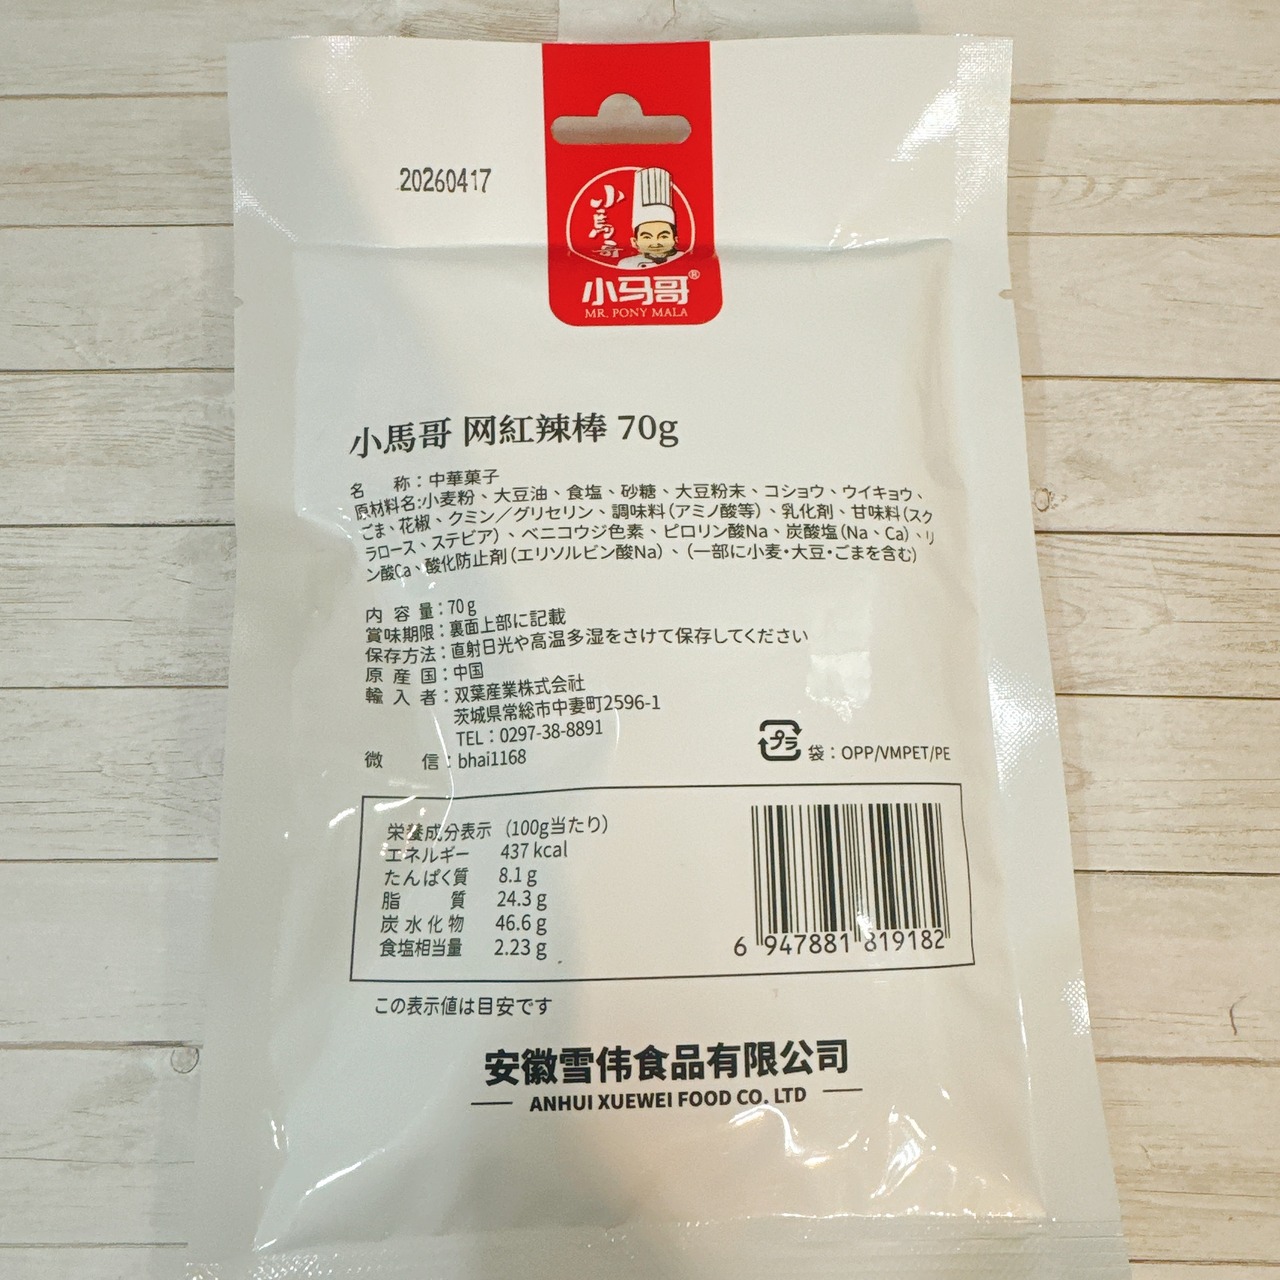 20260417
小馬哥
小马哥®
MR. PONY MALA
小馬哥 网紅辣棒 70g
名 称：中華菓子
原材料名:小麦粉、大豆油、食塩、砂糖、大豆粉末、コショウ、ウイキョウ、
ごま、花椒、クミン／グリセリン、調味料（アミノ酸等）、乳化剤、甘味料（スク
ラロース、ステビア）、ベニコウジ色素、ピロリン酸Na、炭酸塩（Na、Ca）、リ
ン酸Ca、酸化防止剤（エリソルビン酸Na）、（一部に小麦・大豆・ごまを含む）
内容量：70g
賞味期限：裏面上部に記載
保存方法：直射日光や高温多湿をさけて保存してください
原産国：中国
輸入者：双葉産業株式会社
茨城県常総市中妻町2596-1
TEL：0297-38-8891
微 信：bhai1168
プラ 袋：OPP/VMPET/PE
栄養成分表示（100g当たり）
エネルギー 437 kcal
たんぱく質 8.1 g
脂 質 24.3 g
炭水化物 46.6 g
食塩相当量 2.23 g
6 947881 819182
この表示値は目安です
安徽雪伟食品有限公司
ANHUI XUEWEI FOOD CO. LTD